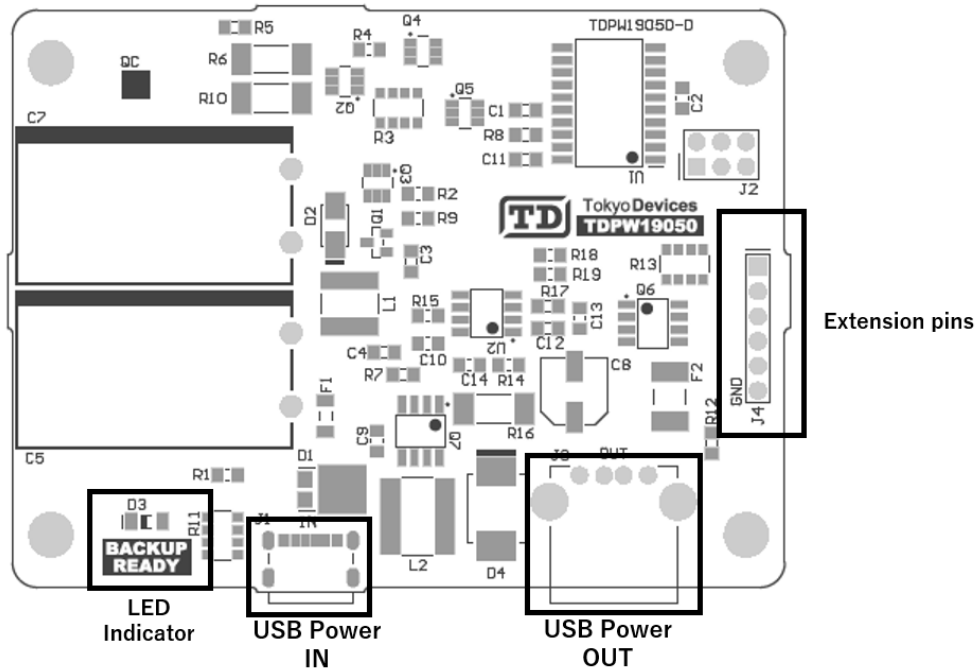 TDPW19050-D
Q4
R5
R4
R6
QC
Q2
R10
Q5
C2
C1
R3
C7
R8
C11
U1
J2
Q3
R2
D2
D1
R9
TD TokyoDevices
TDPW19050
C3
R18
R13
R19
L1
R15
R17
Q6
C13
U2
C12
C4
C10
R7
C14
R14
C8
F2
F1
GND
J4
Extension pins
R12
C9
Q7
R16
C5
D1
J3
OUT
R1
D3
R11
J1
IN
BACKUP
READY
L2
D4
LED
Indicator
USB Power
IN
USB Power
OUT